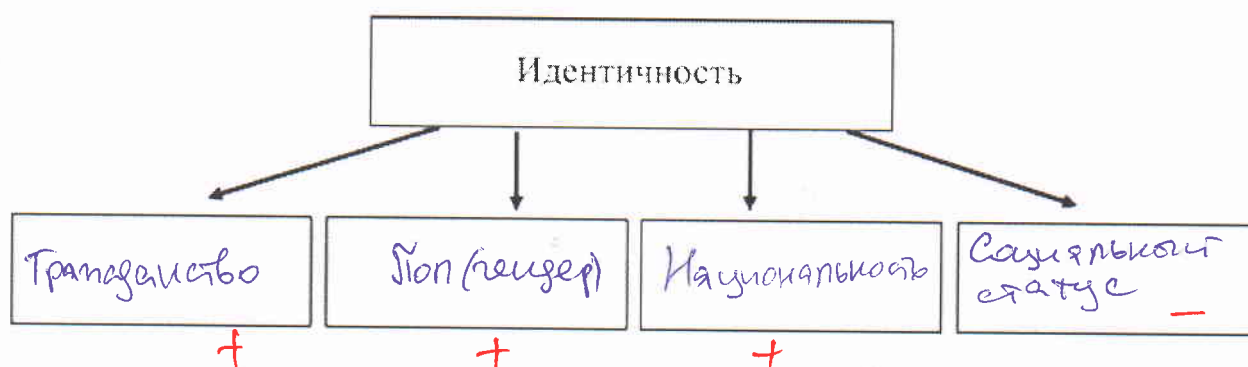 Идентичность
Гражданство
Пол (гендер)
Национальность
Социальный
статус
+
+
+
–